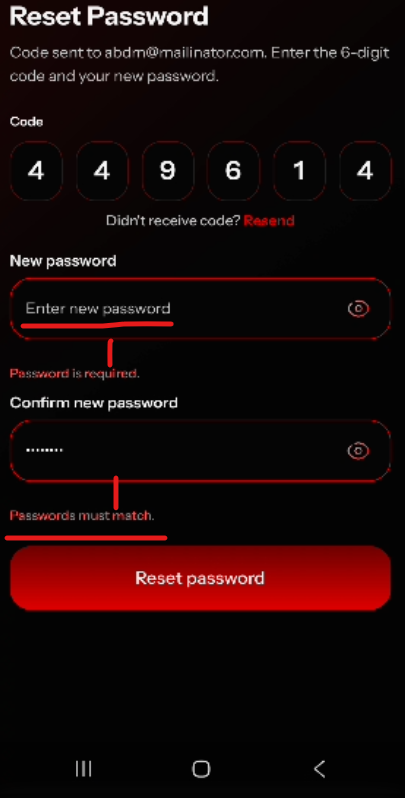 Reset Password
Code sent to abdm@mailinator.com. Enter the 6-digit
code and your new password.
Code
4 4 9 6 1 4
Didn't receive code? Resend
New password
Enter new password
Password is required.
Confirm new password
Passwords must match.
Reset password